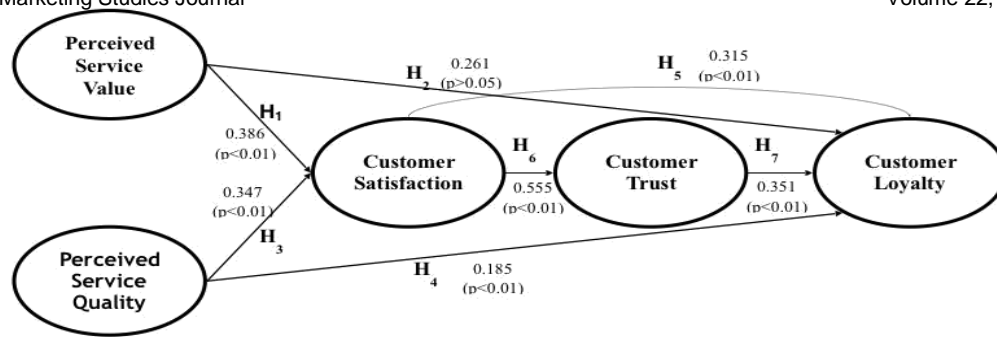 Marketing Studies Journal
Volume 22,
Perceived
Service
Value
H2
0.261
(p>0.05)
H5
0.315
(p<0.01)
H1
0.386
(p<0.01)
Customer
Satisfaction
H6
0.555
(p<0.01)
Customer
Trust
H7
0.351
(p<0.01)
Customer
Loyalty
0.347
(p<0.01)
H3
Perceived
Service
Quality
H4
0.185
(p<0.01)